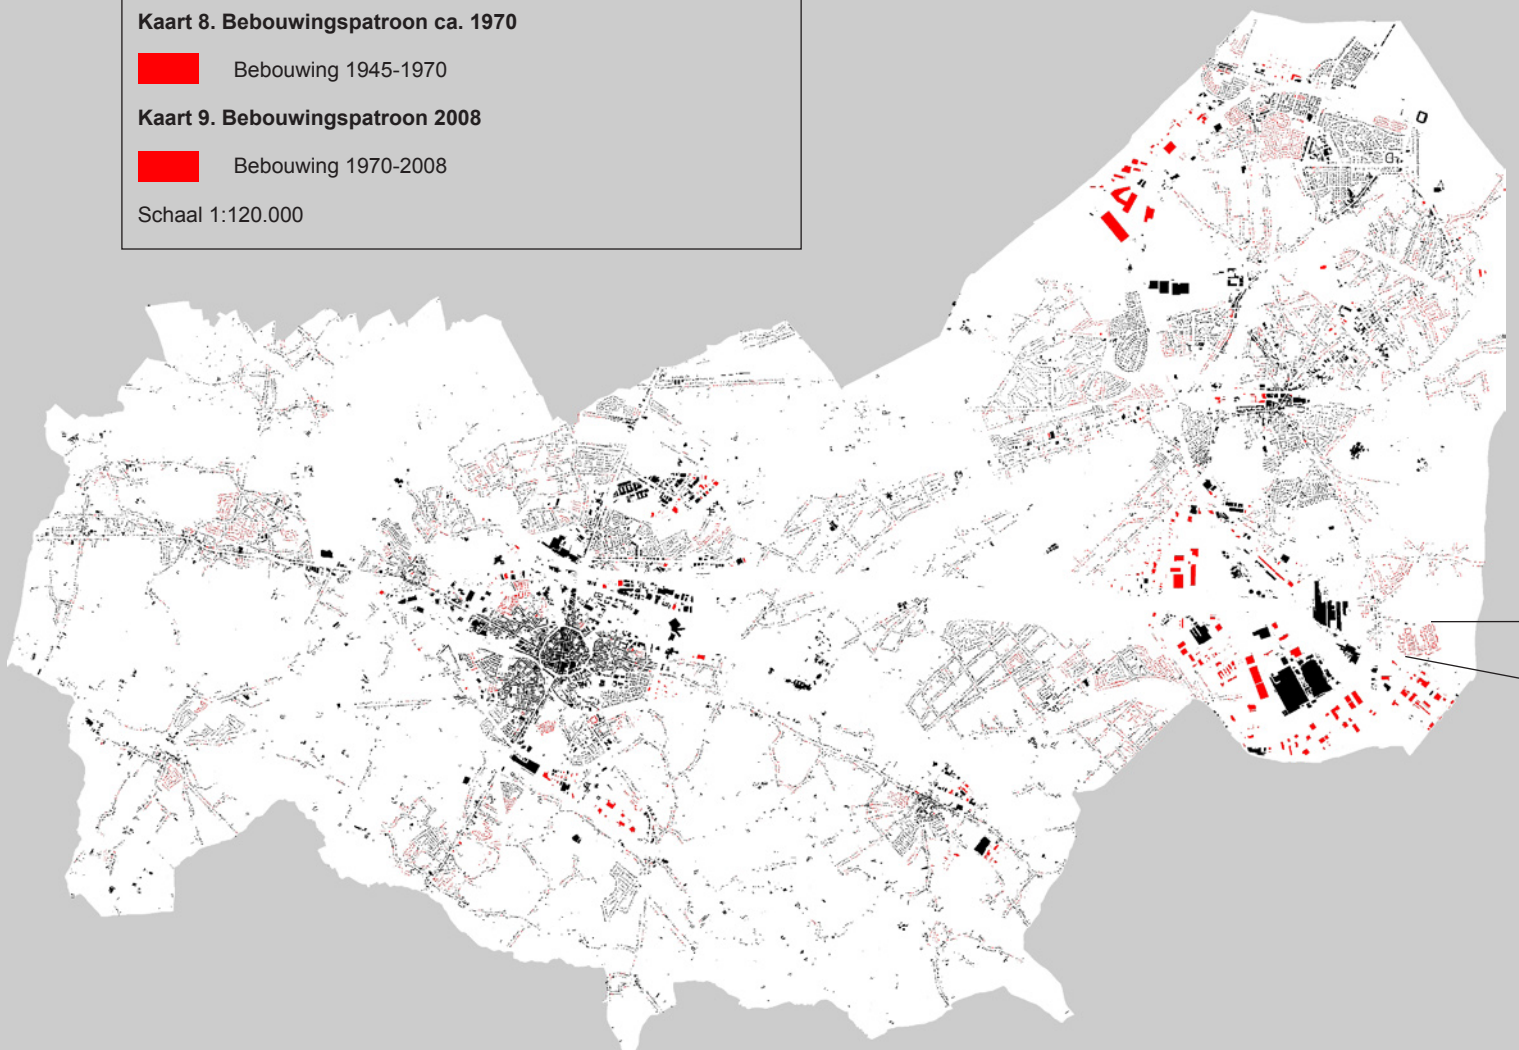 Kaart 8. Bebouwingspatroon ca. 1970
Bebouwing 1945-1970
Kaart 9. Bebouwingspatroon 2008
Bebouwing 1970-2008
Schaal 1:120.000